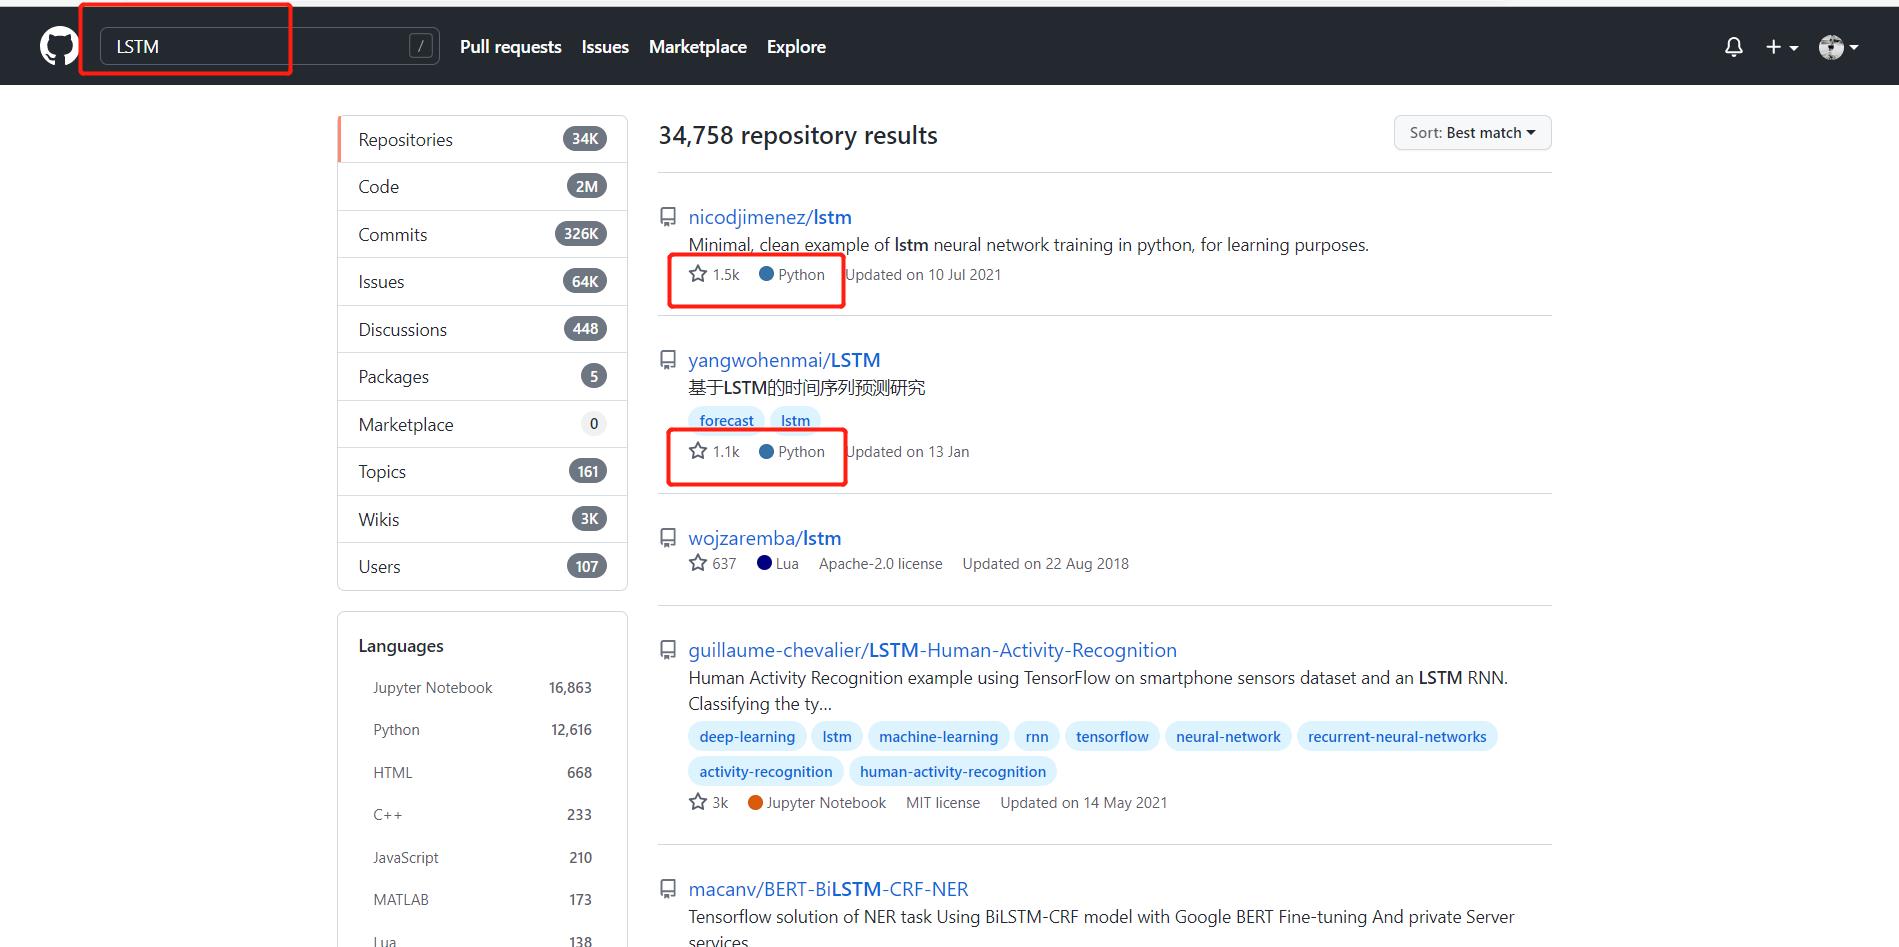 LSTM
/
Pull requests Issues Marketplace Explore
Repositories 34K
Code 2M
Commits 326K
Issues 64K
Discussions 448
Packages 5
Marketplace 0
Topics 161
Wikis 3K
Users 107
Languages
Jupyter Notebook 16,863
Python 12,616
HTML 668
C++ 233
JavaScript 210
MATLAB 173
Lua 138
34,758 repository results
Sort: Best match
nicodjimenez/lstm
Minimal, clean example of lstm neural network training in python, for learning purposes.
1.5k Python Updated on 10 Jul 2021
yangwohenmai/LSTM
基于LSTM的时间序列预测研究
forecast lstm
1.1k Python Updated on 13 Jan
wojzaremba/lstm
637 Lua Apache-2.0 license Updated on 22 Aug 2018
guillaume-chevalier/LSTM-Human-Activity-Recognition
Human Activity Recognition example using TensorFlow on smartphone sensors dataset and an LSTM RNN.
Classifying the ty...
deep-learning lstm machine-learning rnn tensorflow neural-network recurrent-neural-networks
activity-recognition human-activity-recognition
3k Jupyter Notebook MIT license Updated on 14 May 2021
macanv/BERT-BiLSTM-CRF-NER
Tensorflow solution of NER task Using BiLSTM-CRF model with Google BERT Fine-tuning And private Server
services